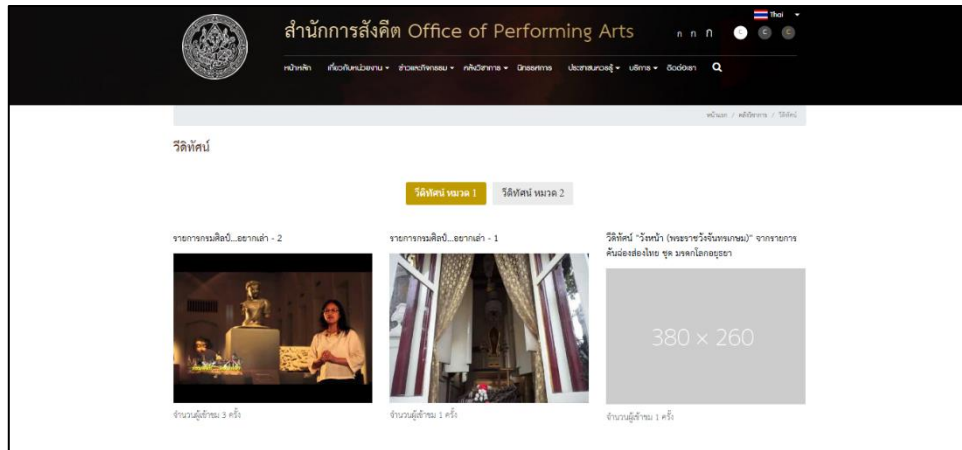 สำนักการสังคีต Office of Performing Arts
ก ก ก
C C C
Thai
หน้าหลัก เกี่ยวกับหน่วยงาน ข่าวและกิจกรรม คลังวิชาการ นิทรรศการ ประชาชนควรรู้ บริการ ติดต่อเรา
หน้าแรก / คลังวิชาการ / วีดิทัศน์
วีดิทัศน์
วีดิทัศน์ หมวด 1 วีดิทัศน์ หมวด 2
รายการกรมศิลป์...อยากเล่า - 2
รายการกรมศิลป์...อยากเล่า - 1
วีดิทัศน์ "วังหน้า (พระราชวังจันทรเกษม)" จากรายการ
ค้นฉ่องส่องไทย ชุด มรดกโลกอยุธยา
380 × 260
จำนวนผู้เข้าชม 3 ครั้ง
จำนวนผู้เข้าชม 1 ครั้ง
จำนวนผู้เข้าชม 1 ครั้ง